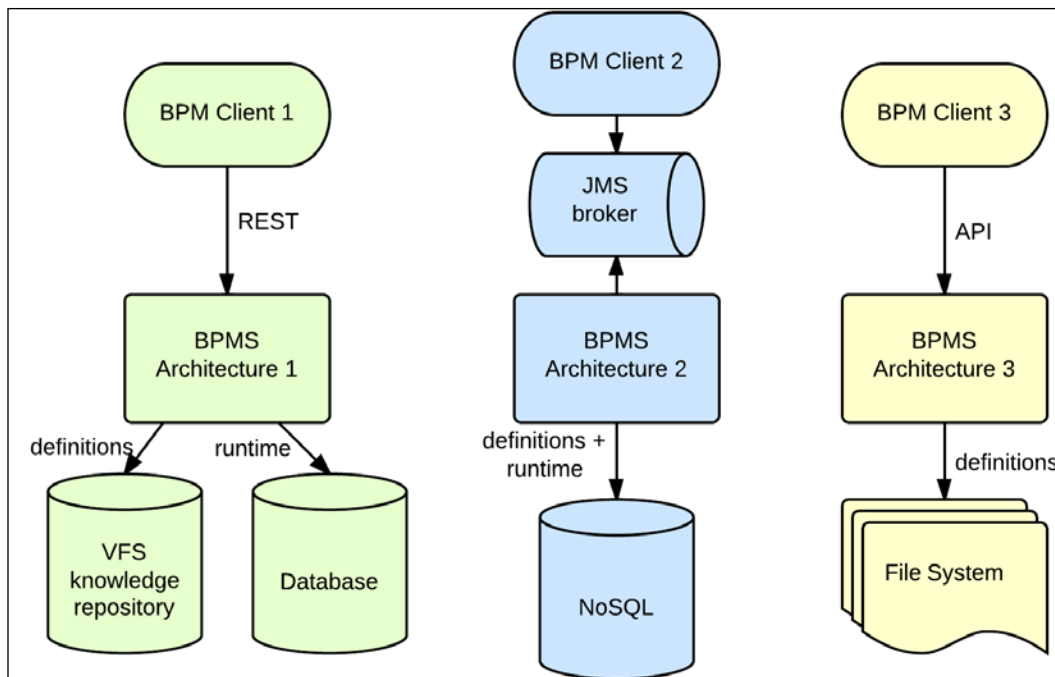 BPM Client 1
REST
BPMS
Architecture 1
definitions
runtime
VFS
knowledge
repository
Database
BPM Client 2
JMS
broker
BPMS
Architecture 2
definitions +
runtime
NoSQL
BPM Client 3
API
BPMS
Architecture 3
definitions
File System